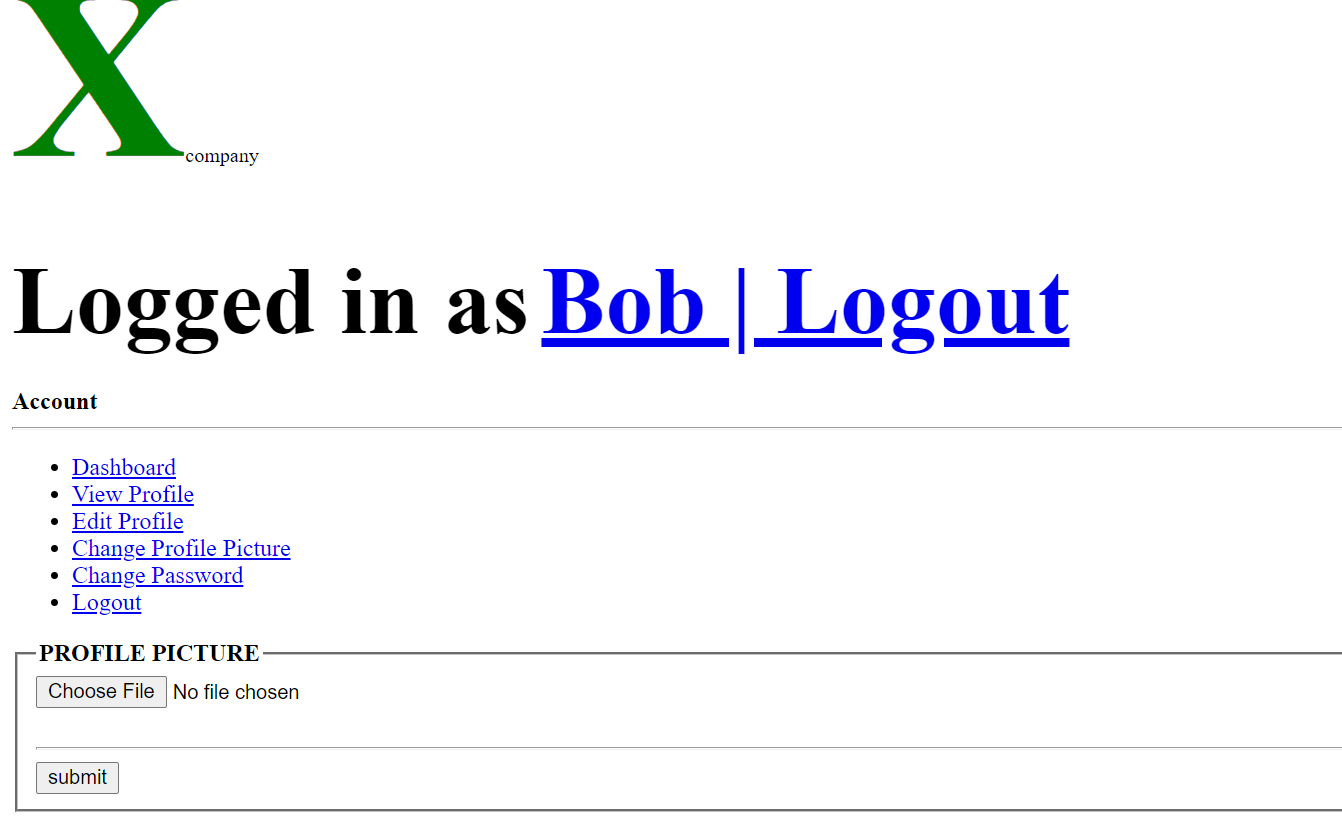 X company
Logged in as Bob | Logout
Account
Dashboard
View Profile
Edit Profile
Change Profile Picture
Change Password
Logout
PROFILE PICTURE
Choose File No file chosen
submit